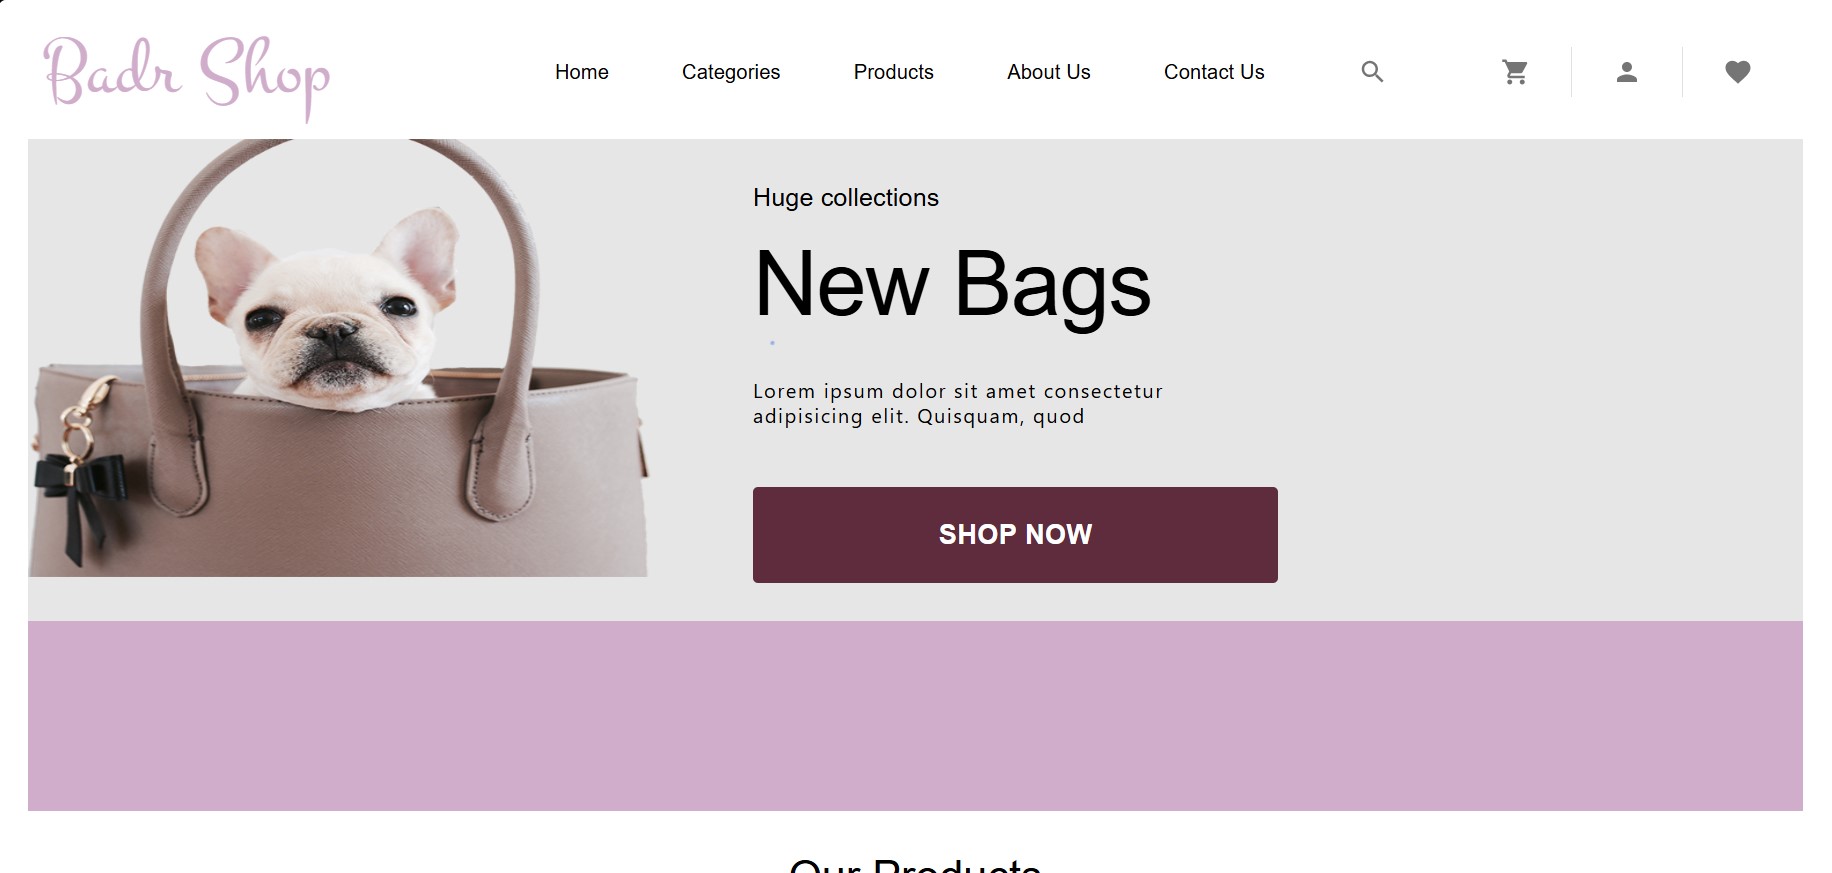 Badr Shop
Home
Categories
Products
About Us
Contact Us
Huge collections
New Bags
Lorem ipsum dolor sit amet consectetur
adipisicing elit. Quisquam, quod
SHOP NOW
Our Products